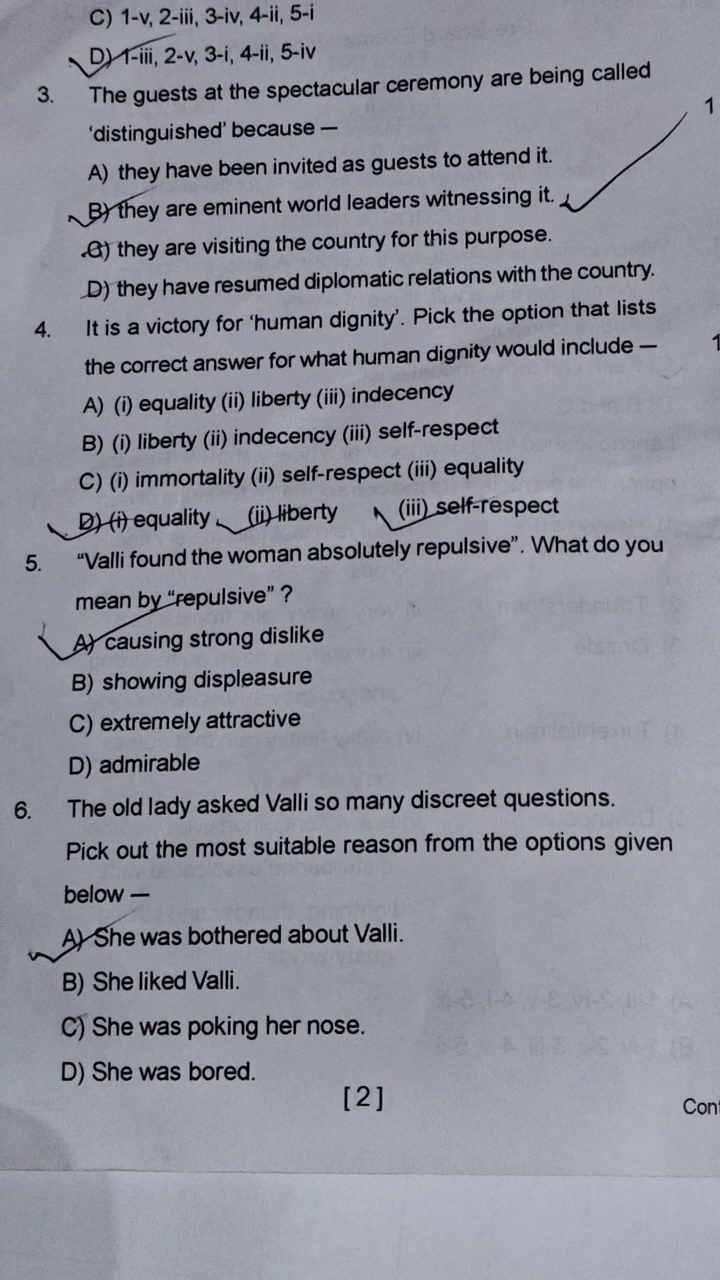 C) 1-v, 2-iii, 3-iv, 4-ii, 5-i
D) 1-iii, 2-v, 3-i, 4-ii, 5-iv
3. The guests at the spectacular ceremony are being called
'distinguished' because — 1
A) they have been invited as guests to attend it.
B) they are eminent world leaders witnessing it.
C) they are visiting the country for this purpose.
D) they have resumed diplomatic relations with the country.
4. It is a victory for 'human dignity'. Pick the option that lists
the correct answer for what human dignity would include — 1
A) (i) equality (ii) liberty (iii) indecency
B) (i) liberty (ii) indecency (iii) self-respect
C) (i) immortality (ii) self-respect (iii) equality
D) (i) equality (ii) liberty (iii) self-respect
5. "Valli found the woman absolutely repulsive". What do you
mean by "repulsive" ?
A) causing strong dislike
B) showing displeasure
C) extremely attractive
D) admirable
6. The old lady asked Valli so many discreet questions.
Pick out the most suitable reason from the options given
below —
A) She was bothered about Valli.
B) She liked Valli.
C) She was poking her nose.
D) She was bored.
[2]
Con